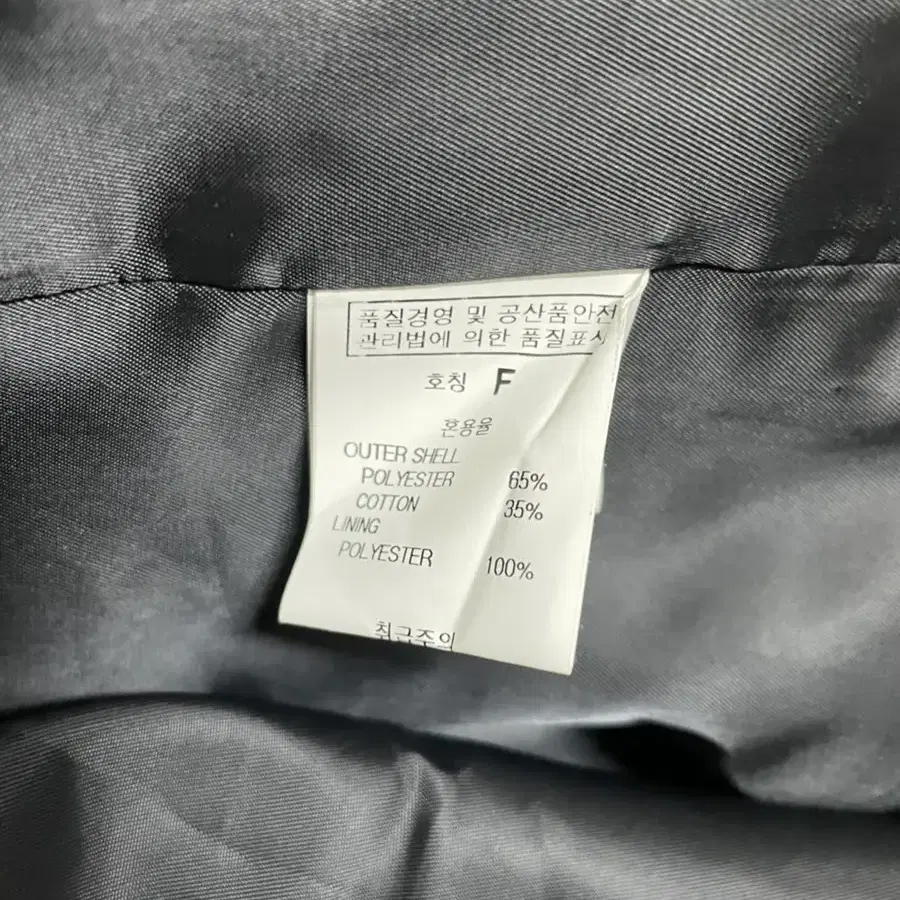 품질경영 및 공산품안전
관리법에 의한 품질표시
호칭 F
혼용율
OUTER SHELL
POLYESTER 65%
COTTON 35%
LINING
POLYESTER 100%
취급주의